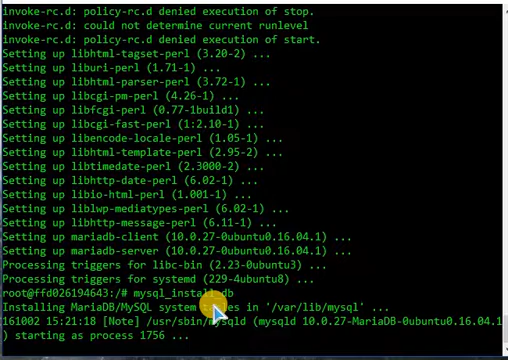 invoke-rc.d: policy-rc.d denied execution of stop.
invoke-rc.d: could not determine current runlevel
invoke-rc.d: policy-rc.d denied execution of start.
Setting up libhtml-tagset-perl (3.20-2) ...
Setting up liburi-perl (1.71-1) ...
Setting up libhtml-parser-perl (3.72-1) ...
Setting up libcgi-pm-perl (4.26-1) ...
Setting up libfcgi-perl (0.77-1build1) ...
Setting up libcgi-fast-perl (1:2.10-1) ...
Setting up libencode-locale-perl (1.05-1) ...
Setting up libhtml-template-perl (2.95-2) ...
Setting up libtimedate-perl (2.3000-2) ...
Setting up libhttp-date-perl (6.02-1) ...
Setting up libio-html-perl (1.001-1) ...
Setting up liblwp-mediatypes-perl (6.02-1) ...
Setting up libhttp-message-perl (6.11-1) ...
Setting up mariadb-client (10.0.27-0ubuntu0.16.04.1) ...
Setting up mariadb-server (10.0.27-0ubuntu0.16.04.1) ...
Processing triggers for libc-bin (2.23-0ubuntu3) ...
Processing triggers for systemd (229-4ubuntu8) ...
root@ffd026194643:/# mysql_install_db
Installing MariaDB/MySQL system tables in '/var/lib/mysql' ...
161002 15:21:18 [Note] /usr/sbin/mysqld (mysqld 10.0.27-MariaDB-0ubuntu0.16.04.1
) starting as process 1756 ...